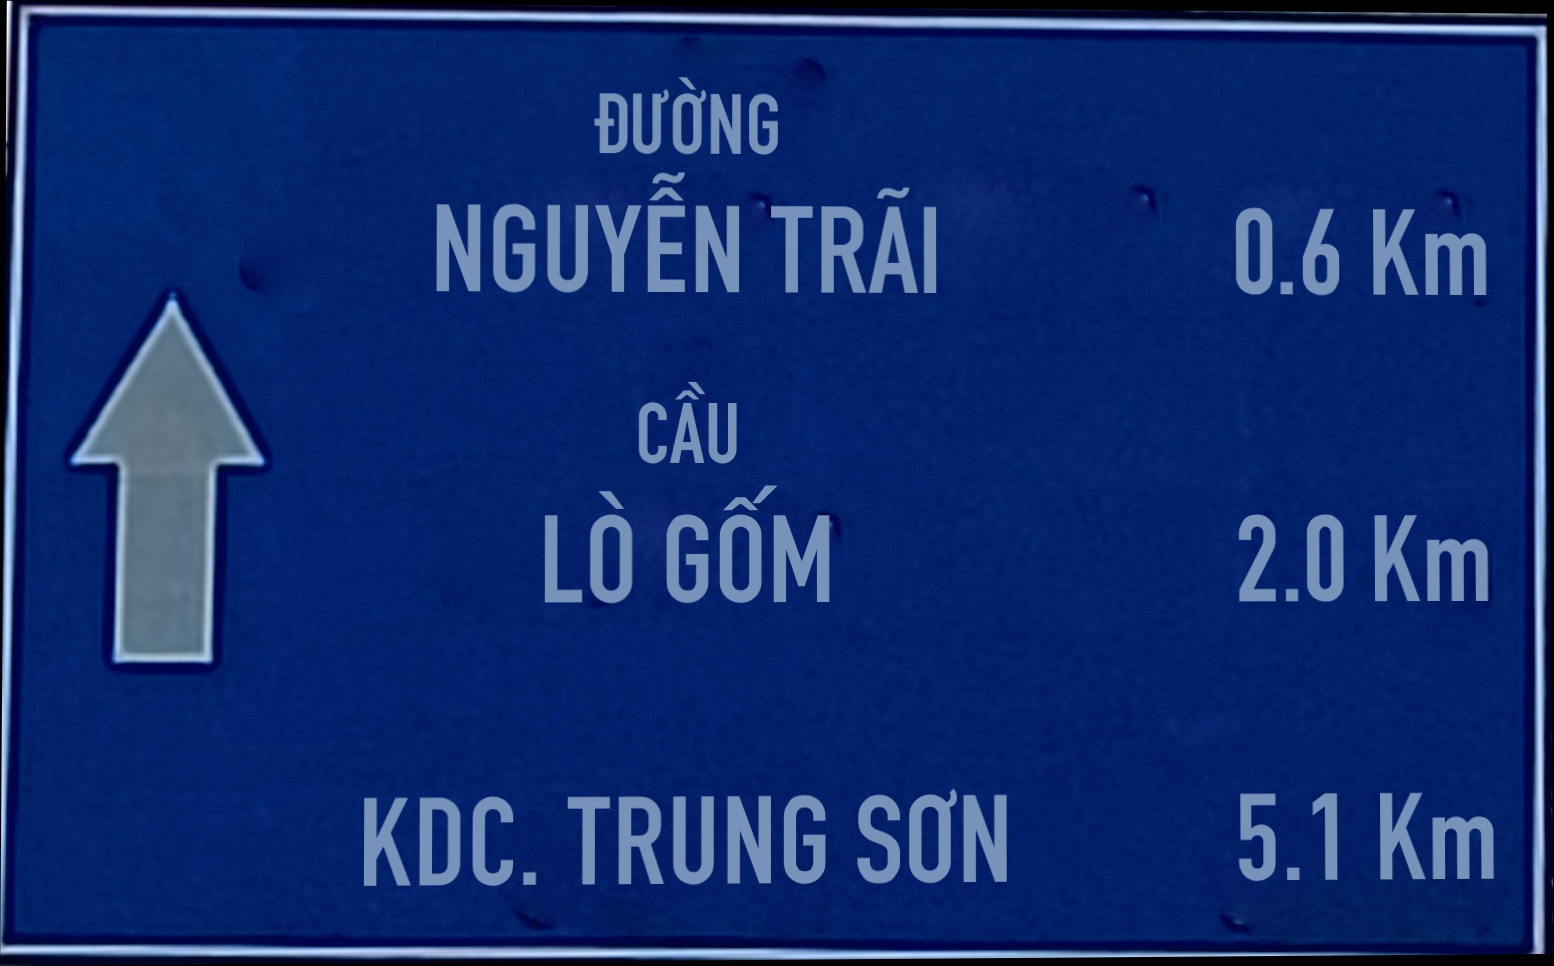 ĐƯỜNG
NGUYỄN TRÃI 0.6 Km
CẦU
LÒ GỐM 2.0 Km
KDC. TRUNG SƠN 5.1 Km